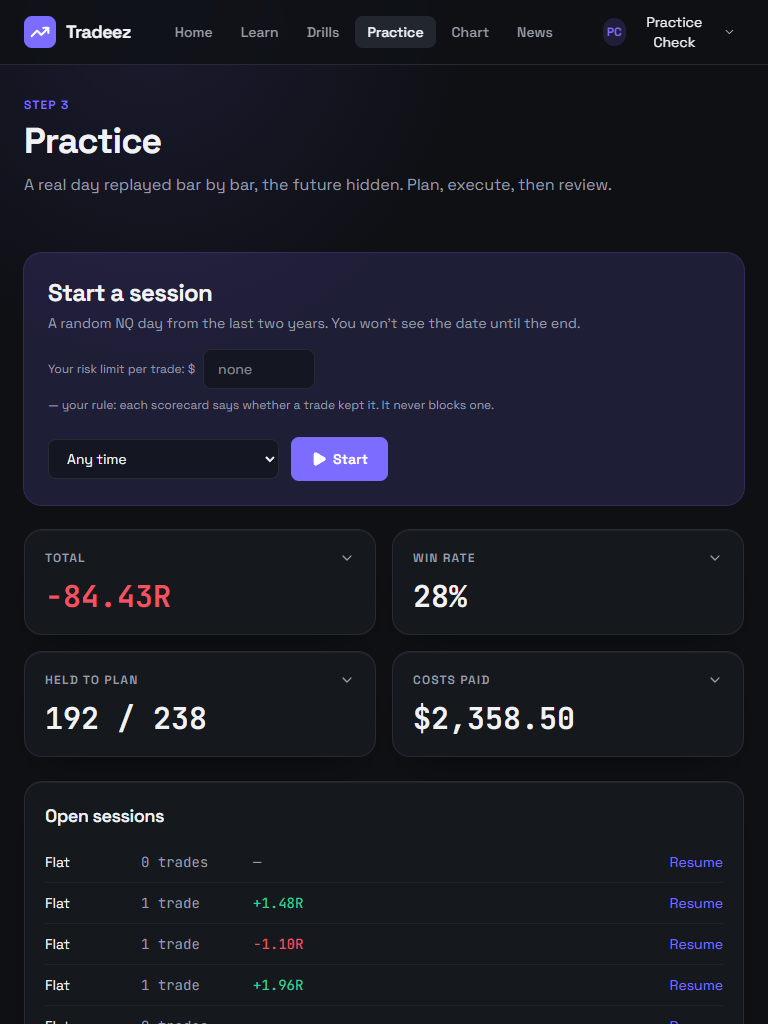 Tradeez
Home
Learn
Drills
Practice
Chart
News
PC
Practice
Check
STEP 3
Practice
A real day replayed bar by bar, the future hidden. Plan, execute, then review.
Start a session
A random NQ day from the last two years. You won't see the date until the end.
Your risk limit per trade: $ none
— your rule: each scorecard says whether a trade kept it. It never blocks one.
Any time
Start
TOTAL
-84.43R
WIN RATE
28%
HELD TO PLAN
192 / 238
COSTS PAID
$2,358.50
Open sessions
Flat 0 trades — Resume
Flat 1 trade +1.48R Resume
Flat 1 trade -1.10R Resume
Flat 1 trade +1.96R Resume